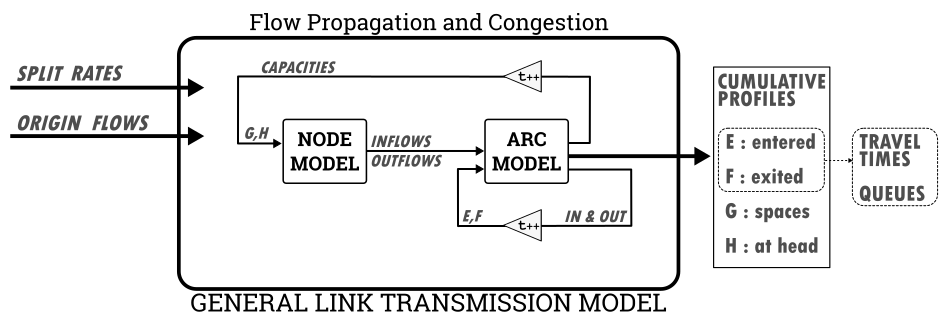 Flow Propagation and Congestion
SPLIT RATES
ORIGIN FLOWS
CAPACITIES
t++
G,H
NODE
MODEL
INFLOWS
OUTFLOWS
ARC
MODEL
E,F
t++
IN & OUT
GENERAL LINK TRANSMISSION MODEL
CUMULATIVE
PROFILES
E : entered
F : exited
G : spaces
H : at head
TRAVEL
TIMES
QUEUES